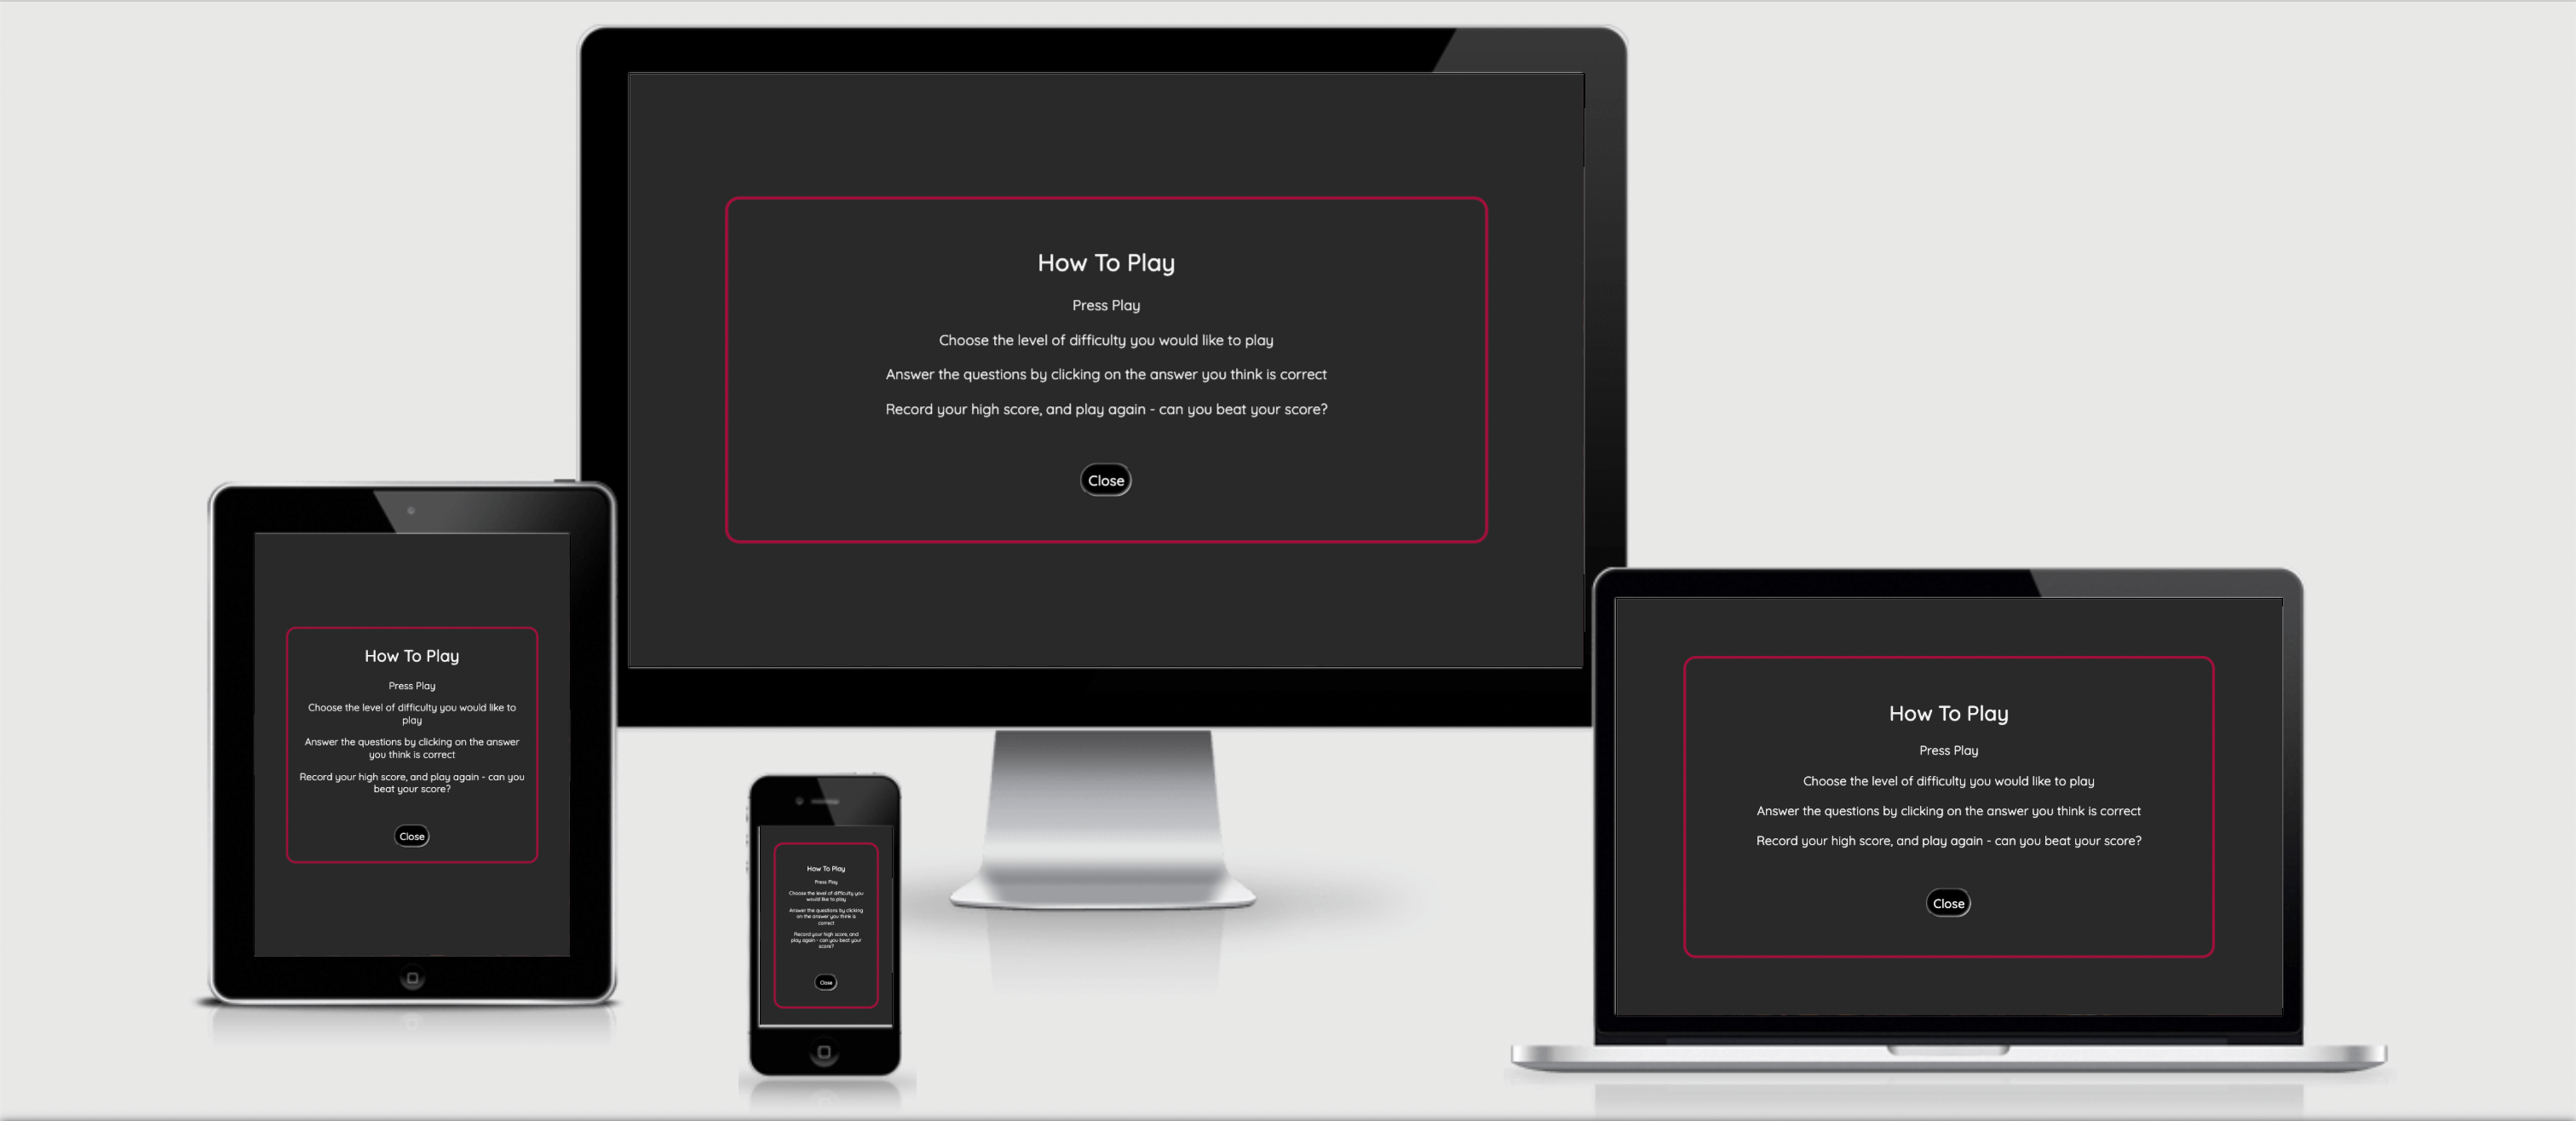 How To Play
Press Play
Choose the level of difficulty you would like to play
Answer the questions by clicking on the answer you think is correct
Record your high score, and play again - can you beat your score?
Close
How To Play
Press Play
Choose the level of difficulty you would like to
play
Answer the questions by clicking on the answer
you think is correct
Record your high score, and play again - can you
beat your score?
Close
How To Play
Press Play
Choose the level of difficulty you
would like to play
Answer the questions by clicking
on the answer you think is
correct
Record your high score, and
play again - can you beat your
score?
Close
How To Play
Press Play
Choose the level of difficulty you would like to play
Answer the questions by clicking on the answer you think is correct
Record your high score, and play again - can you beat your score?
Close